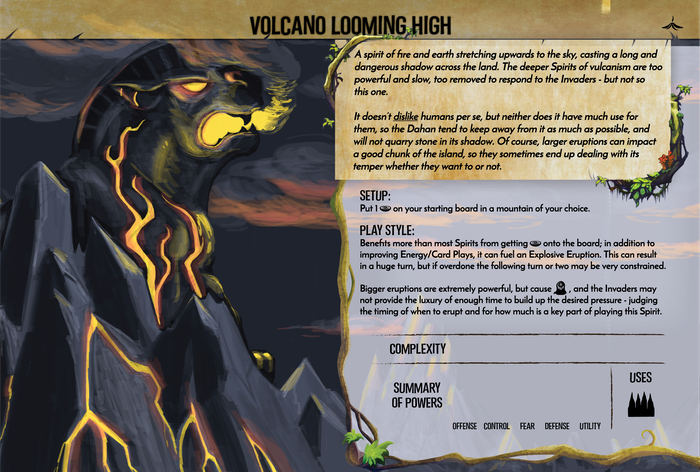 VOLCANO LOOMING HIGH
A spirit of fire and earth stretching upwards to the sky, casting a long and
dangerous shadow across the land. The deeper Spirits of vulcanism are too
powerful and slow, too removed to respond to the Invaders - but not so
this one.
It doesn't dislike humans per se, but neither does it have much use for
them, so the Dahan tend to keep away from it as much as possible, and
will not quarry stone in its shadow. Of course, larger eruptions can impact
a good chunk of the island, so they sometimes end up dealing with its
temper whether they want to or not.
SETUP:
Put 1 on your starting board in a mountain of your choice.
PLAY STYLE:
Benefits more than most Spirits from getting onto the board; in addition to
improving Energy/Card Plays, it can fuel an Explosive Eruption. This can result
in a huge turn, but if overdone the following turn or two may be very constrained.
Bigger eruptions are extremely powerful, but cause , and the Invaders may
not provide the luxury of enough time to build up the desired pressure - judging
the timing of when to erupt and for how much is a key part of playing this Spirit.
COMPLEXITY
SUMMARY
OF POWERS
USES
OFFENSE CONTROL FEAR DEFENSE UTILITY